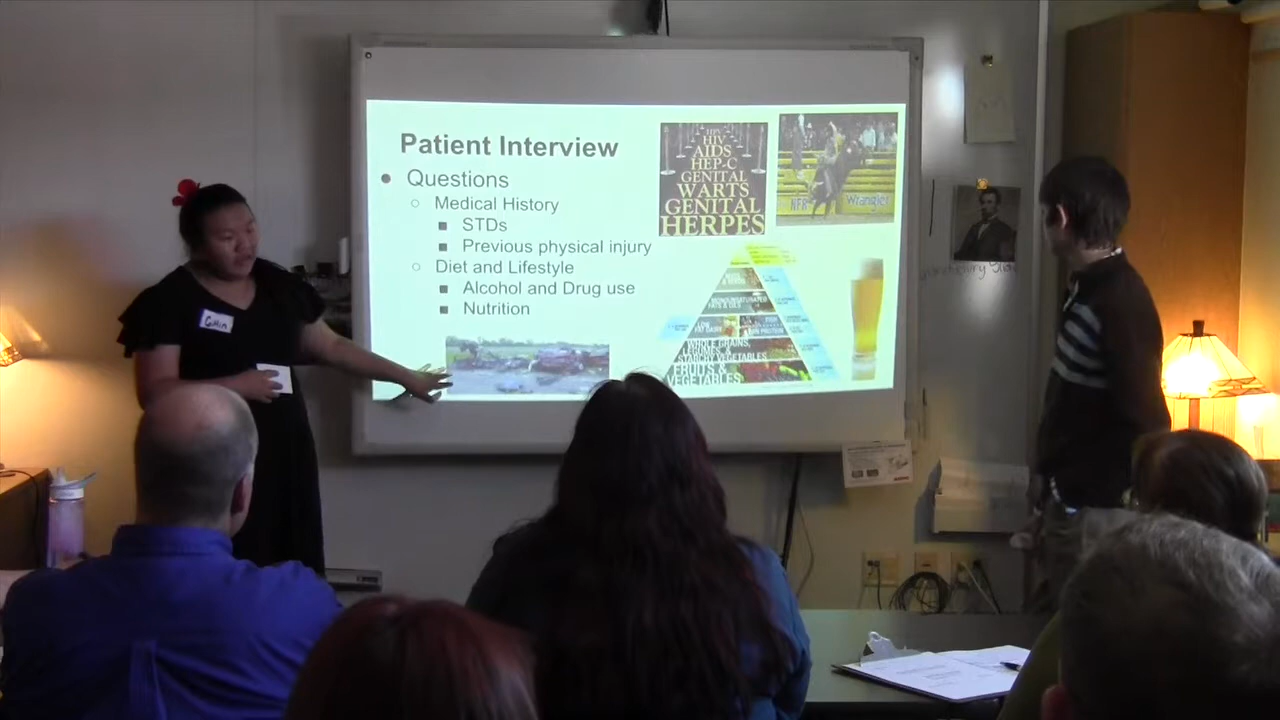 Patient Interview
● Questions
○ Medical History
■ STDs
■ Previous physical injury
○ Diet and Lifestyle
■ Alcohol and Drug use
■ Nutrition
HPV
HIV
AIDS
HEP-C
GENITAL
WARTS
GENITAL
HERPES
NFR Wrangler
WHOLE GRAINS,
LEGUMES, &
STARCHY VEGETABLES
FRUITS &
VEGETABLES